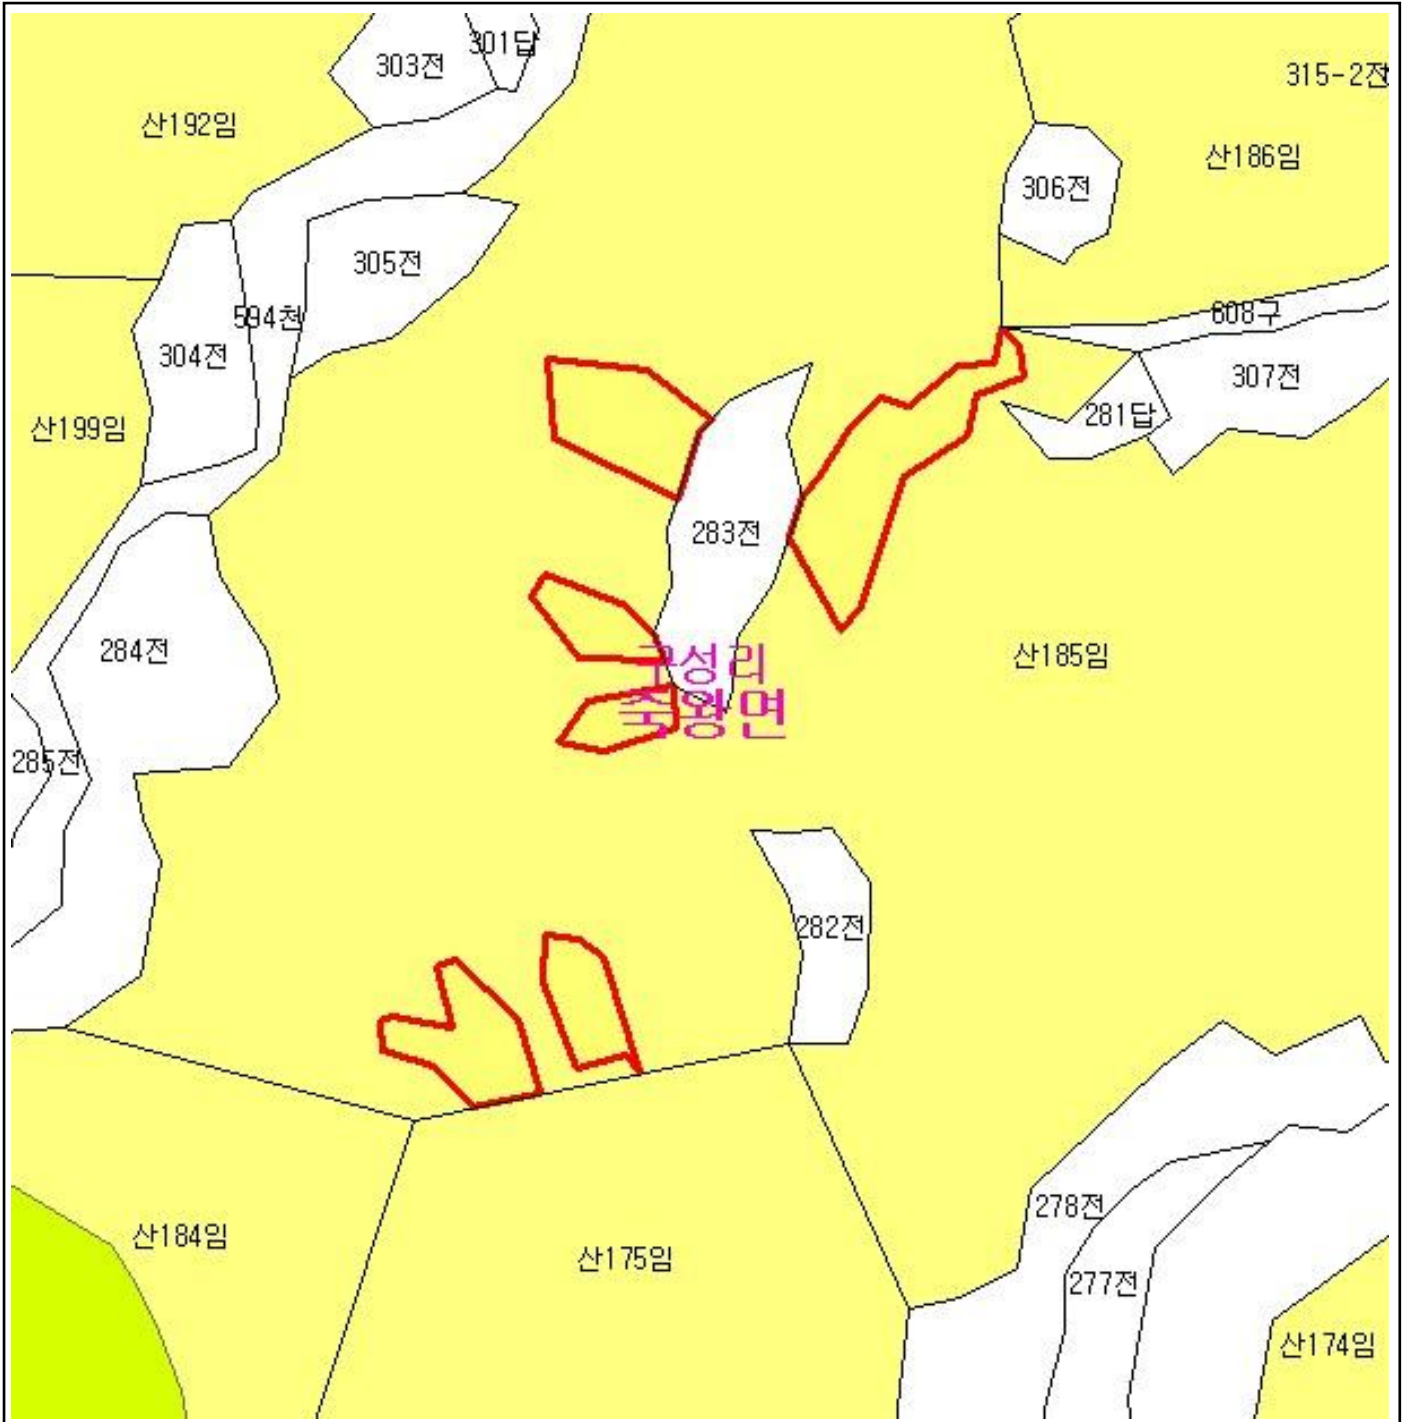 301답
303전
315-2전
산192임
산186임
306전
305전
594천
608구
304전
307전
281답
산199임
283전
284전
산185임
구성리
죽왕면
285전
282전
278전
산184임
산175임
277전
산174임